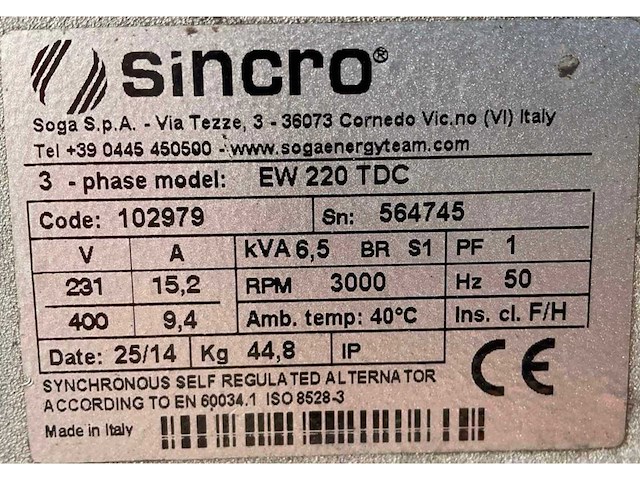 sincro®
Soga S.p.A. - Via Tezze, 3 - 36073 Cornedo Vic.no (VI) Italy
Tel +39 0445 450500 - www.sogaenergyteam.com
3 - phase model: EW 220 TDC
Code: 102979 Sn: 564745
V A kVA 6,5 BR S1 PF 1
231 15,2 RPM 3000 Hz 50
400 9,4 Amb. temp: 40°C Ins. cl. F/H
Date: 25/14 Kg 44,8 IP
CE
SYNCHRONOUS SELF REGULATED ALTERNATOR
ACCORDING TO EN 60034.1 ISO 8528-3
Made in Italy